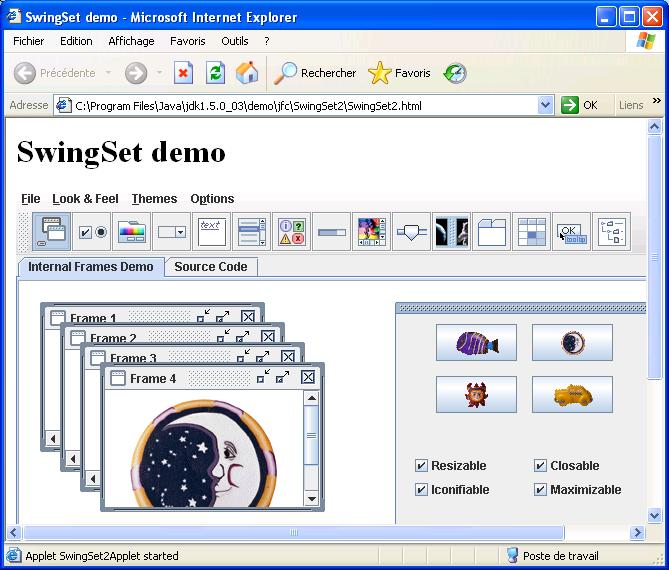 SwingSet demo - Microsoft Internet Explorer
Fichier Edition Affichage Favoris Outils ?
Précédente Rechercher Favoris
Adresse C:\Program Files\Java\jdk1.5.0_03\demo\jfc\SwingSet2\SwingSet2.html OK Liens »
SwingSet demo
File Look & Feel Themes Options
text OK tooltip
Internal Frames Demo Source Code
Frame 1
Frame 2
Frame 3
Frame 4
Resizable Closable
Iconifiable Maximizable
Applet SwingSet2Applet started Poste de travail